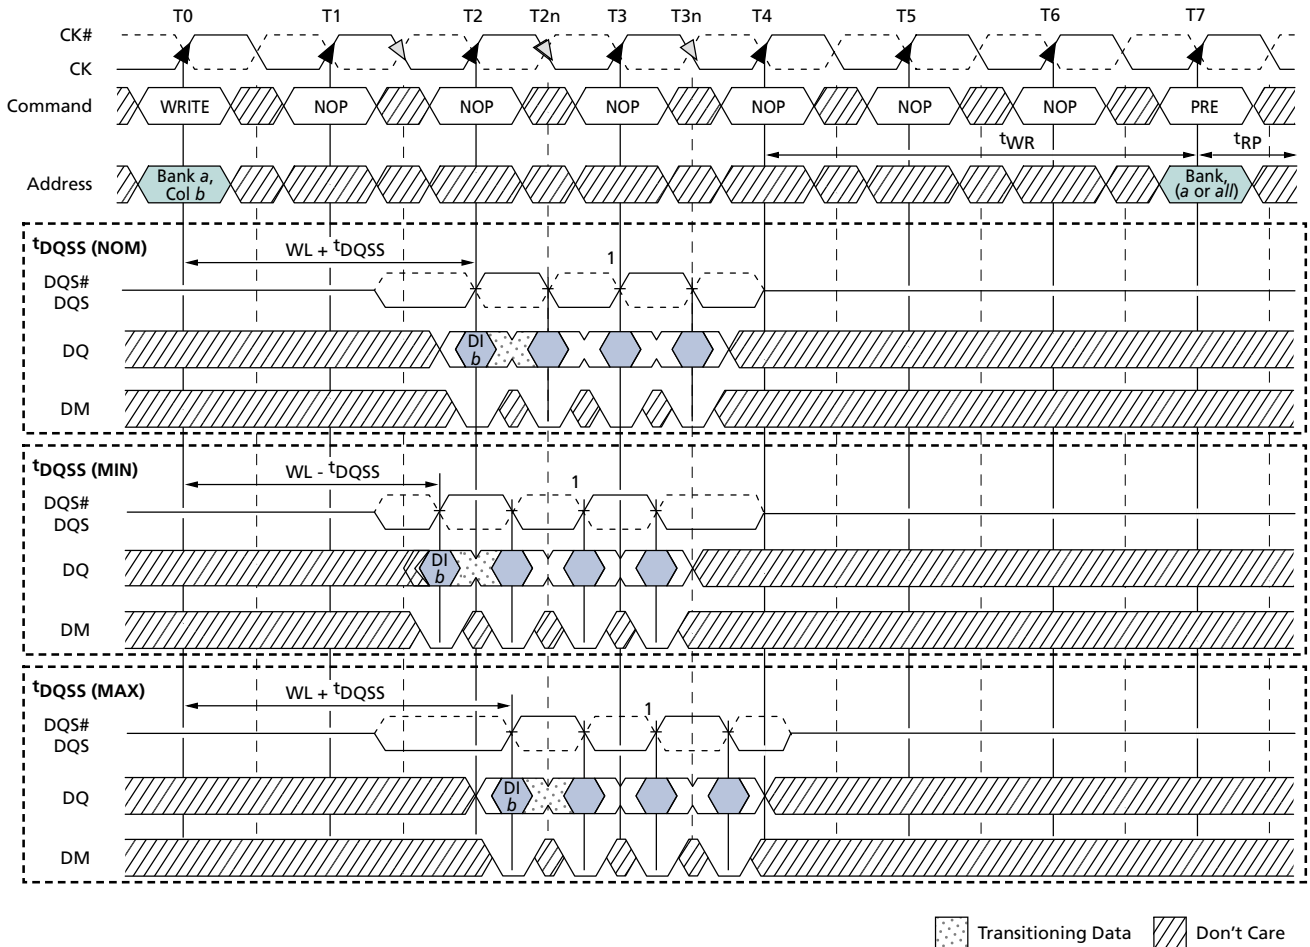 T0 T1 T2 T2n T3 T3n T4 T5 T6 T7
CK#
CK
Command WRITE NOP NOP NOP NOP NOP NOP PRE
tWR tRP
Address Bank a, Col b Bank, (a or all)
tDQSS (NOM)
WL + tDQSS
1
DQS#
DQS
DQ DI b
DM
tDQSS (MIN)
WL - tDQSS
1
DQS#
DQS
DQ DI b
DM
tDQSS (MAX)
WL + tDQSS
1
DQS#
DQS
DQ DI b
DM
Transitioning Data Don't Care